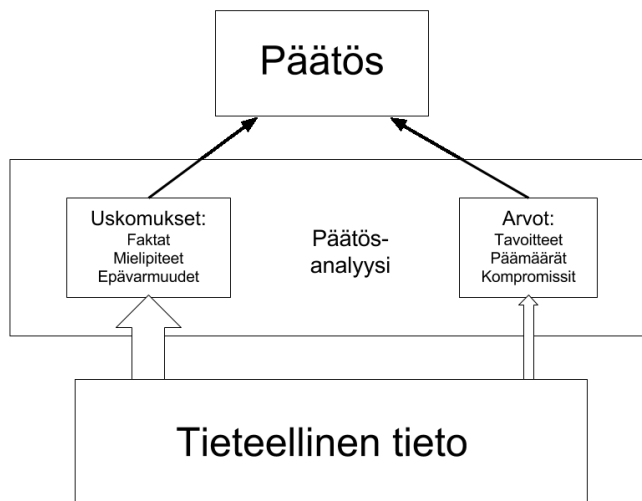 Päätös
Uskomukset:
Faktat
Mielipiteet
Epävarmuudet
Päätös-
analyysi
Arvot:
Tavoitteet
Päämäärät
Kompromissit
Tieteellinen tieto